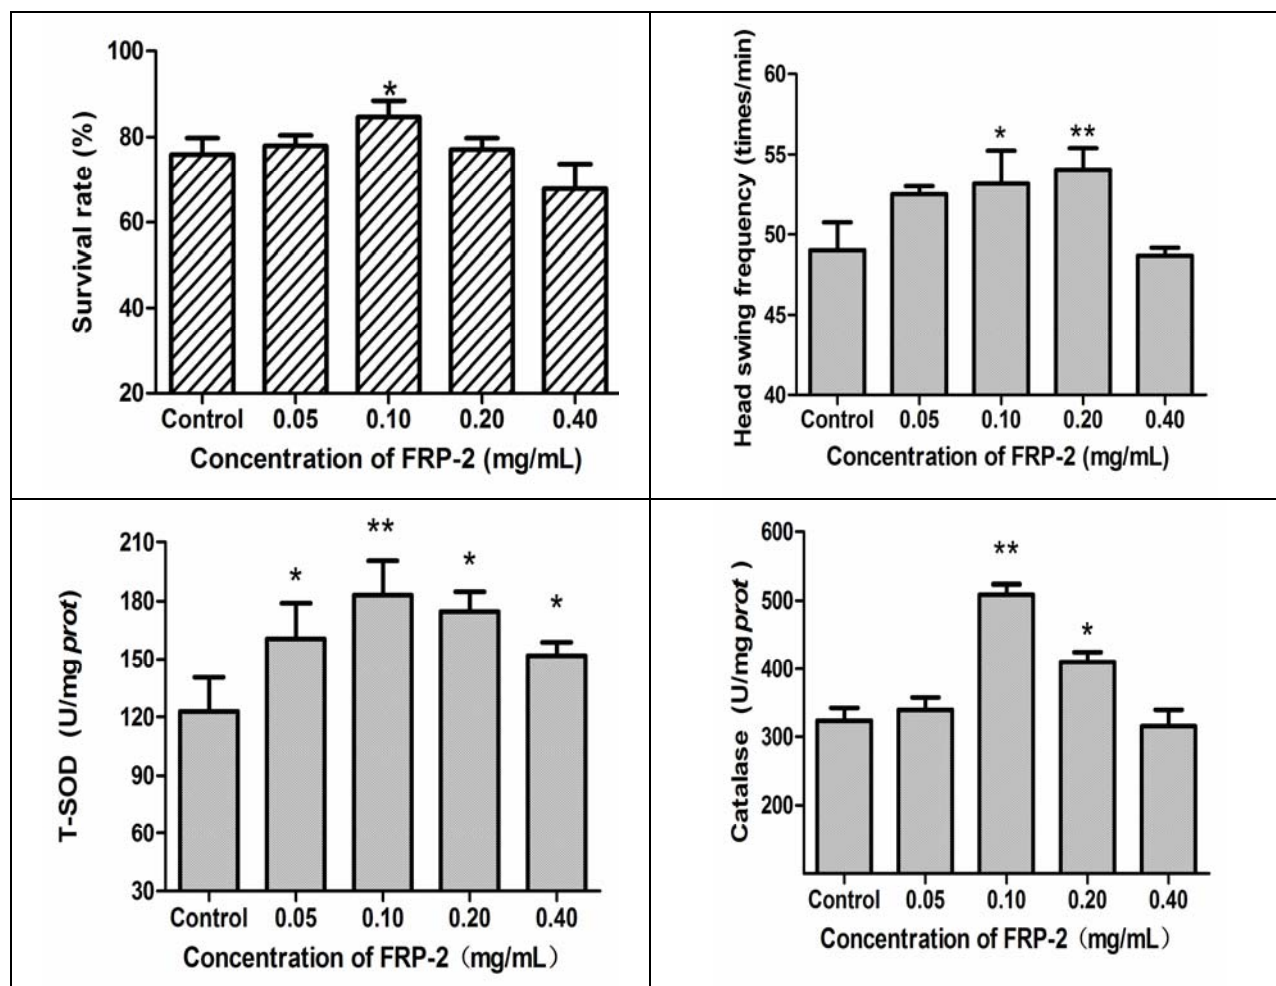 100
80
60
40
20
Survival rate (%)
*
Control 0.05 0.10 0.20 0.40
Concentration of FRP-2 (mg/mL)
60
55
50
45
40
Head swing frequency (times/min)
* **
Control 0.05 0.10 0.20 0.40
Concentration of FRP-2 (mg/mL)
210
180
150
120
90
60
30
T-SOD (U/mg prot)
* ** * *
Control 0.05 0.10 0.20 0.40
Concentration of FRP-2（mg/mL）
600
500
400
300
200
Catalase (U/mg prot )
** *
Control 0.05 0.10 0.20 0.40
Concentration of FRP-2（mg/mL）